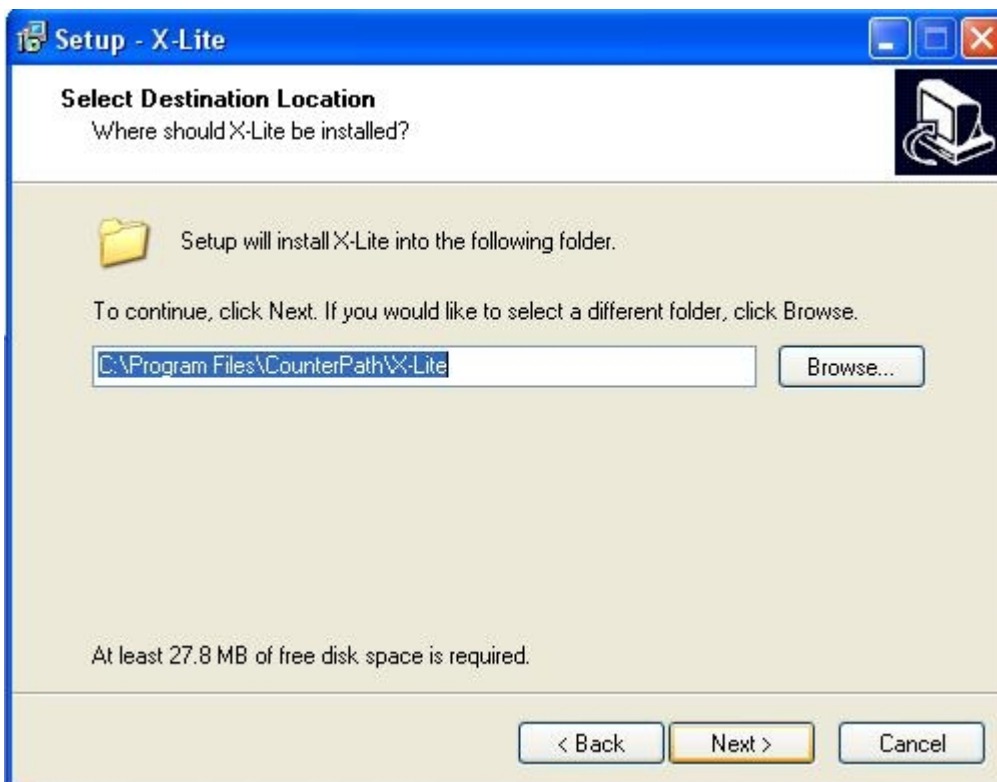 Setup - X-Lite
Select Destination Location
Where should X-Lite be installed?
Setup will install X-Lite into the following folder.
To continue, click Next. If you would like to select a different folder, click Browse.
C:\Program Files\CounterPath\X-Lite
Browse...
At least 27.8 MB of free disk space is required.
< Back
Next >
Cancel